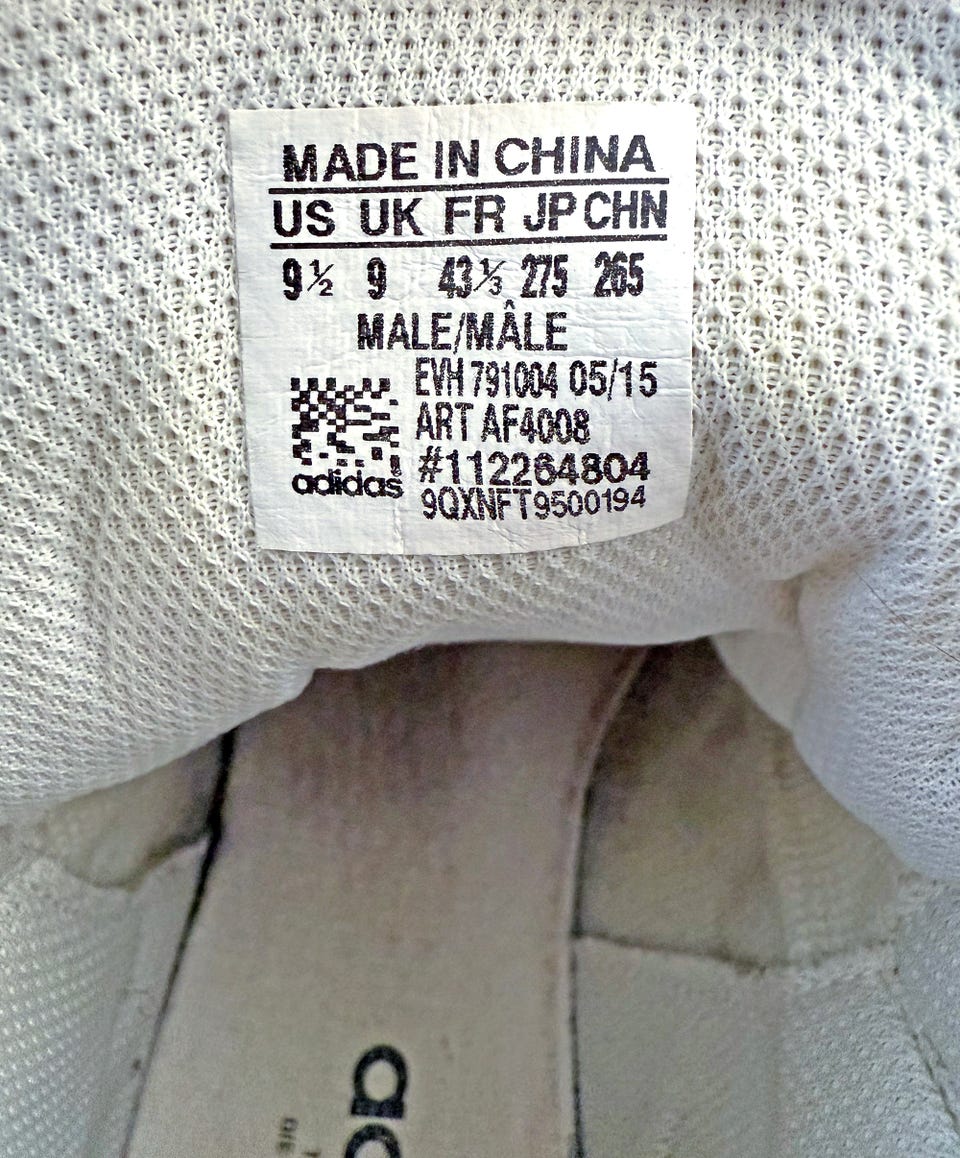 MADE IN CHINA
US UK FR JP CHN
9½ 9 43⅓ 275 265
MALE/MÂLE
EVH 791004 05/15
ART AF4008
#112264804
adidas
9QXNFT9500194